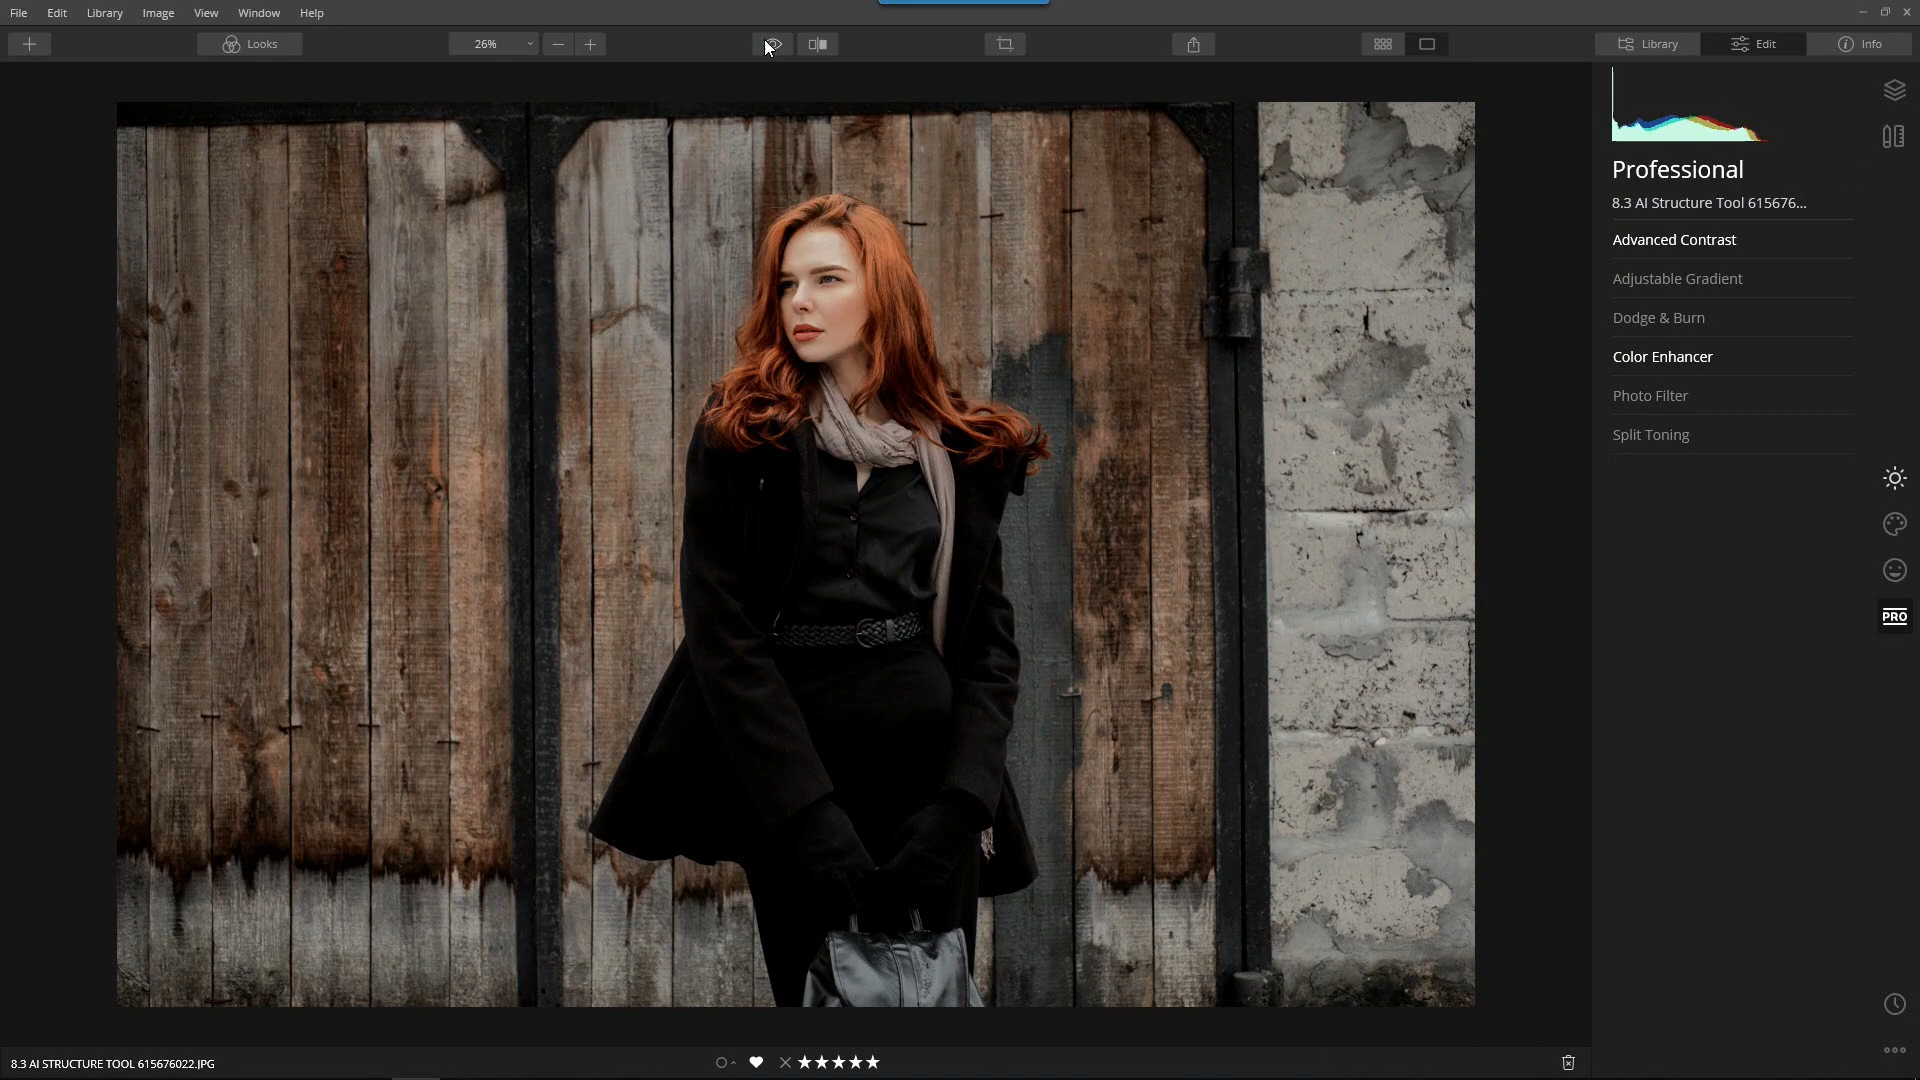 File Edit Library Image View Window Help
Looks 26% Library Edit Info
Professional
8.3 AI Structure Tool 615676...
Advanced Contrast
Adjustable Gradient
Dodge & Burn
Color Enhancer
Photo Filter
Split Toning
PRO
8.3 AI STRUCTURE TOOL 615676022.JPG